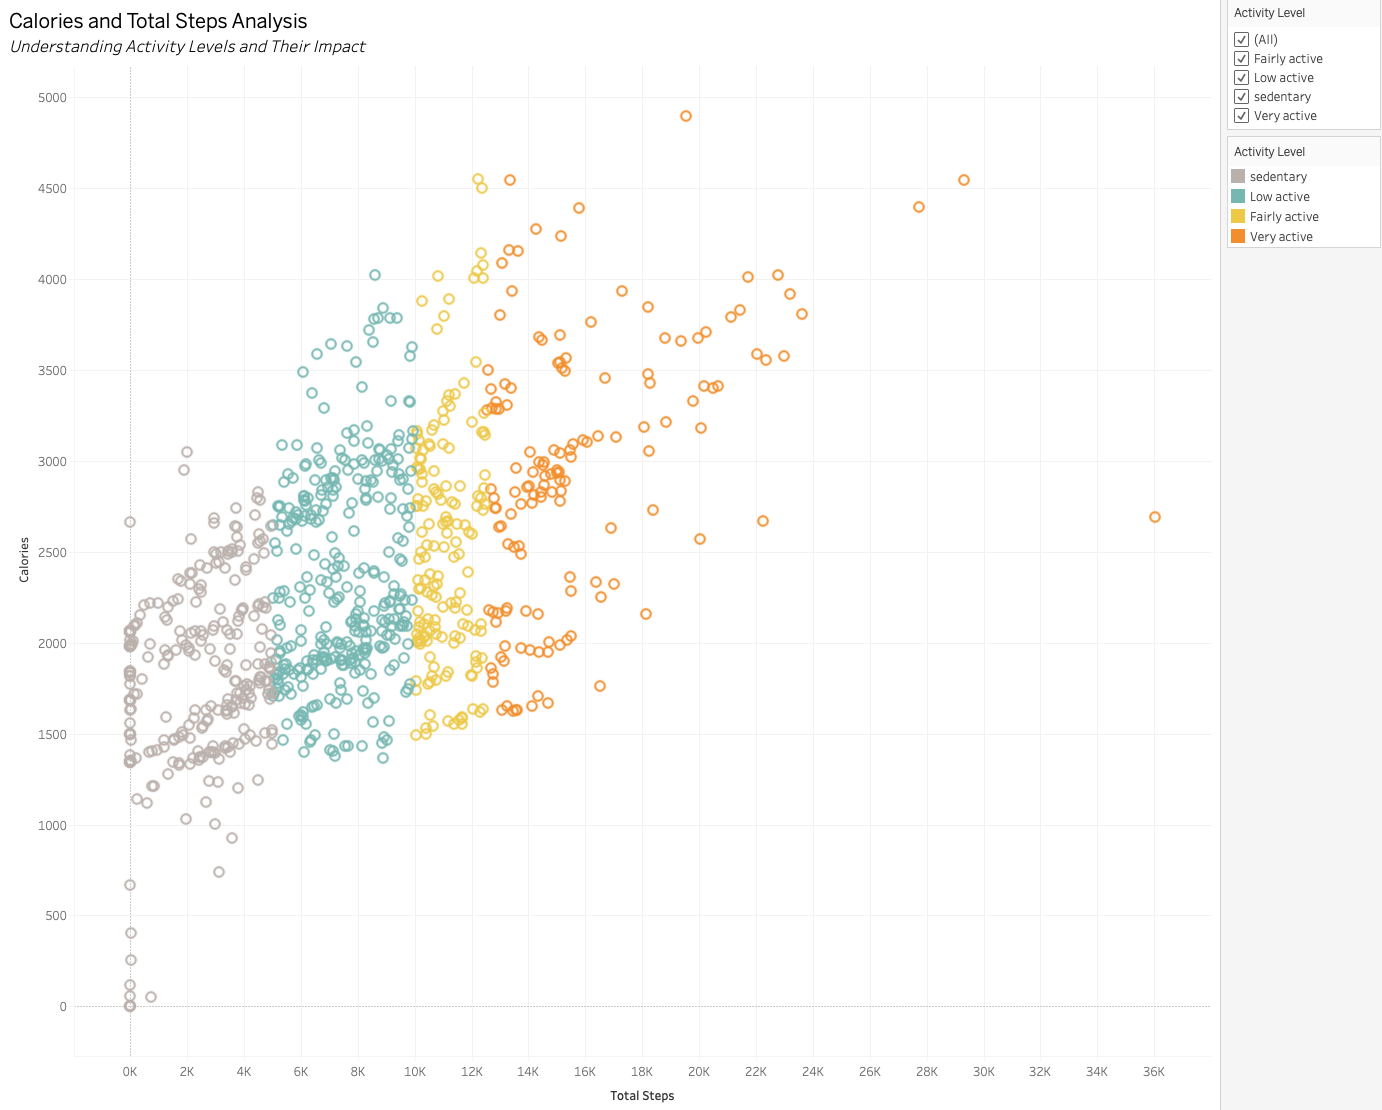 Calories and Total Steps Analysis
Understanding Activity Levels and Their Impact
Activity Level
(All)
Fairly active
Low active
sedentary
Very active
Activity Level
sedentary
Low active
Fairly active
Very active
Calories
5000
4500
4000
3500
3000
2500
2000
1500
1000
500
0
0K 2K 4K 6K 8K 10K 12K 14K 16K 18K 20K 22K 24K 26K 28K 30K 32K 34K 36K
Total Steps